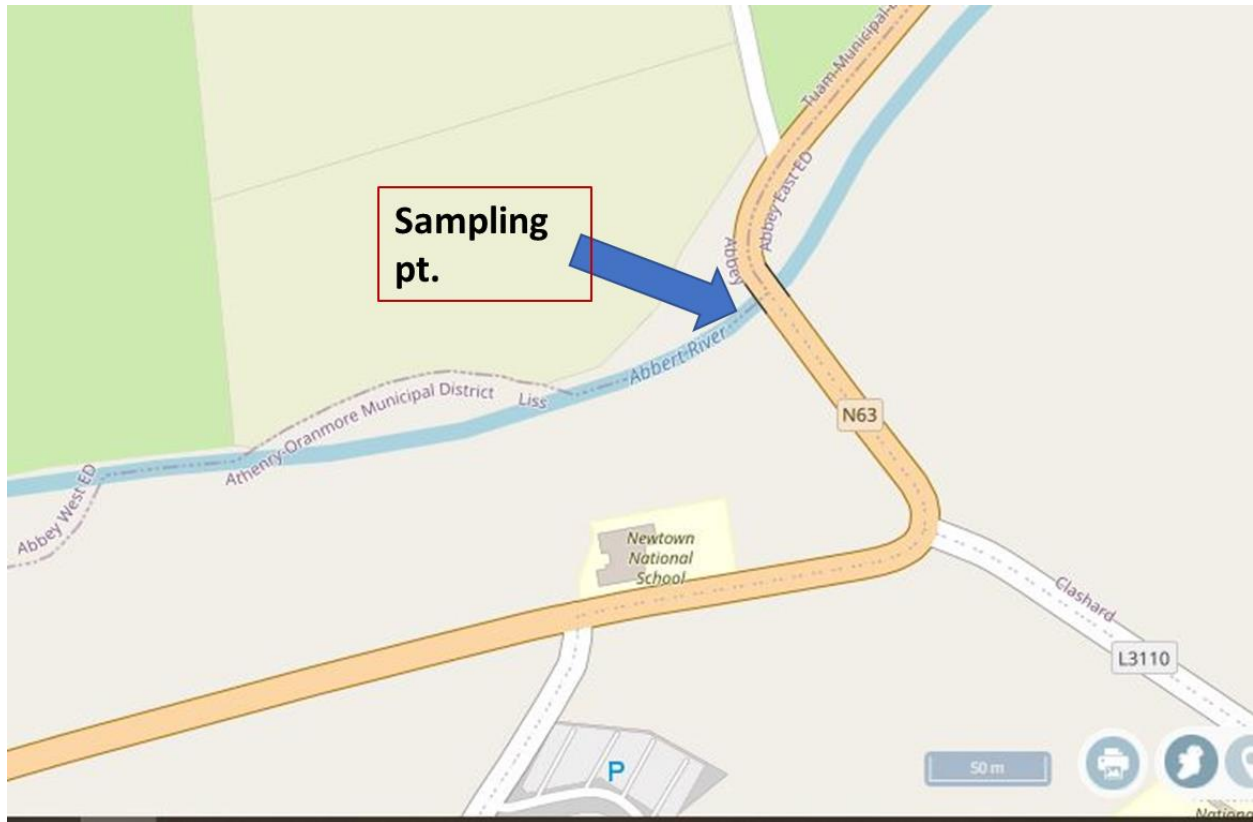 Tuam Municipal
Sampling
pt.
Abbey East ED
Abbey
Abbert River
N63
Athenry-Oranmore Municipal District
Liss
Abbey West ED
Newtown
National
School
Clashard
L3110
P
50 m
National